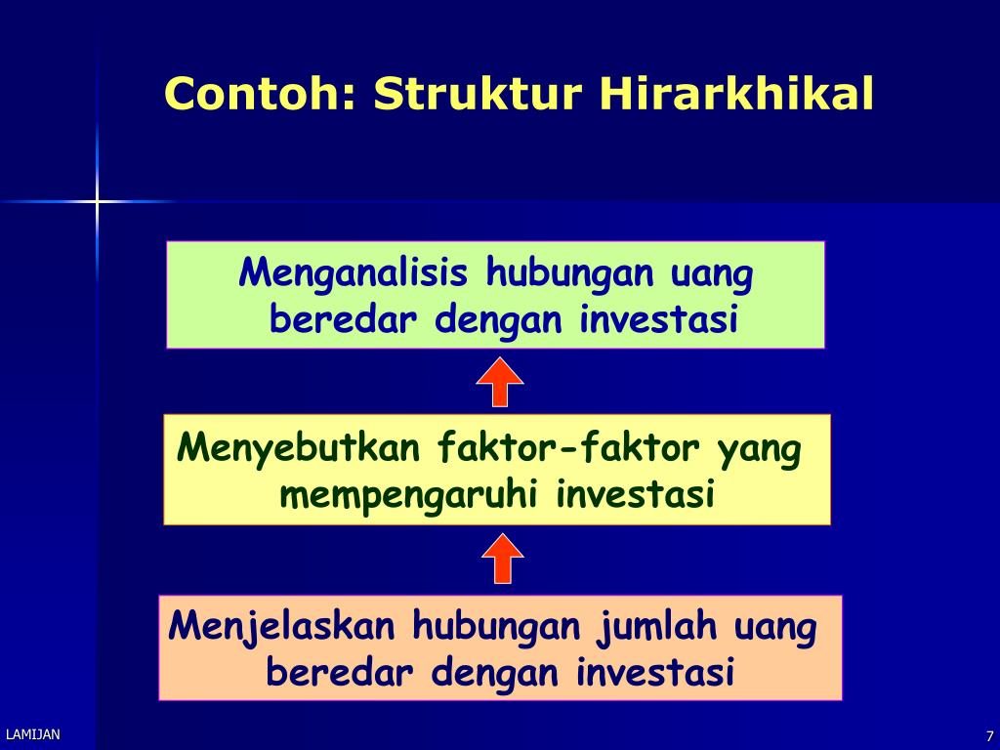 Contoh: Struktur Hirarkhikal
Menganalisis hubungan uang
beredar dengan investasi
Menyebutkan faktor-faktor yang
mempengaruhi investasi
Menjelaskan hubungan jumlah uang
beredar dengan investasi
LAMIJAN
7